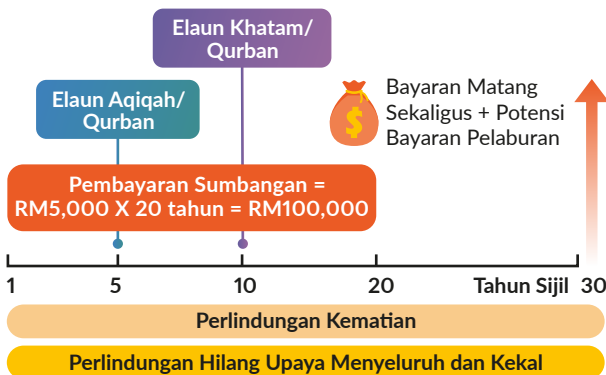 Elaun Khatam/
Qurban
Elaun Aqiqah/
Qurban
Bayaran Matang
Sekaligus + Potensi
Bayaran Pelaburan
$
Pembayaran Sumbangan =
RM5,000 X 20 tahun = RM100,000
1 5 10 20 Tahun Sijil 30
Perlindungan Kematian
Perlindungan Hilang Upaya Menyeluruh dan Kekal